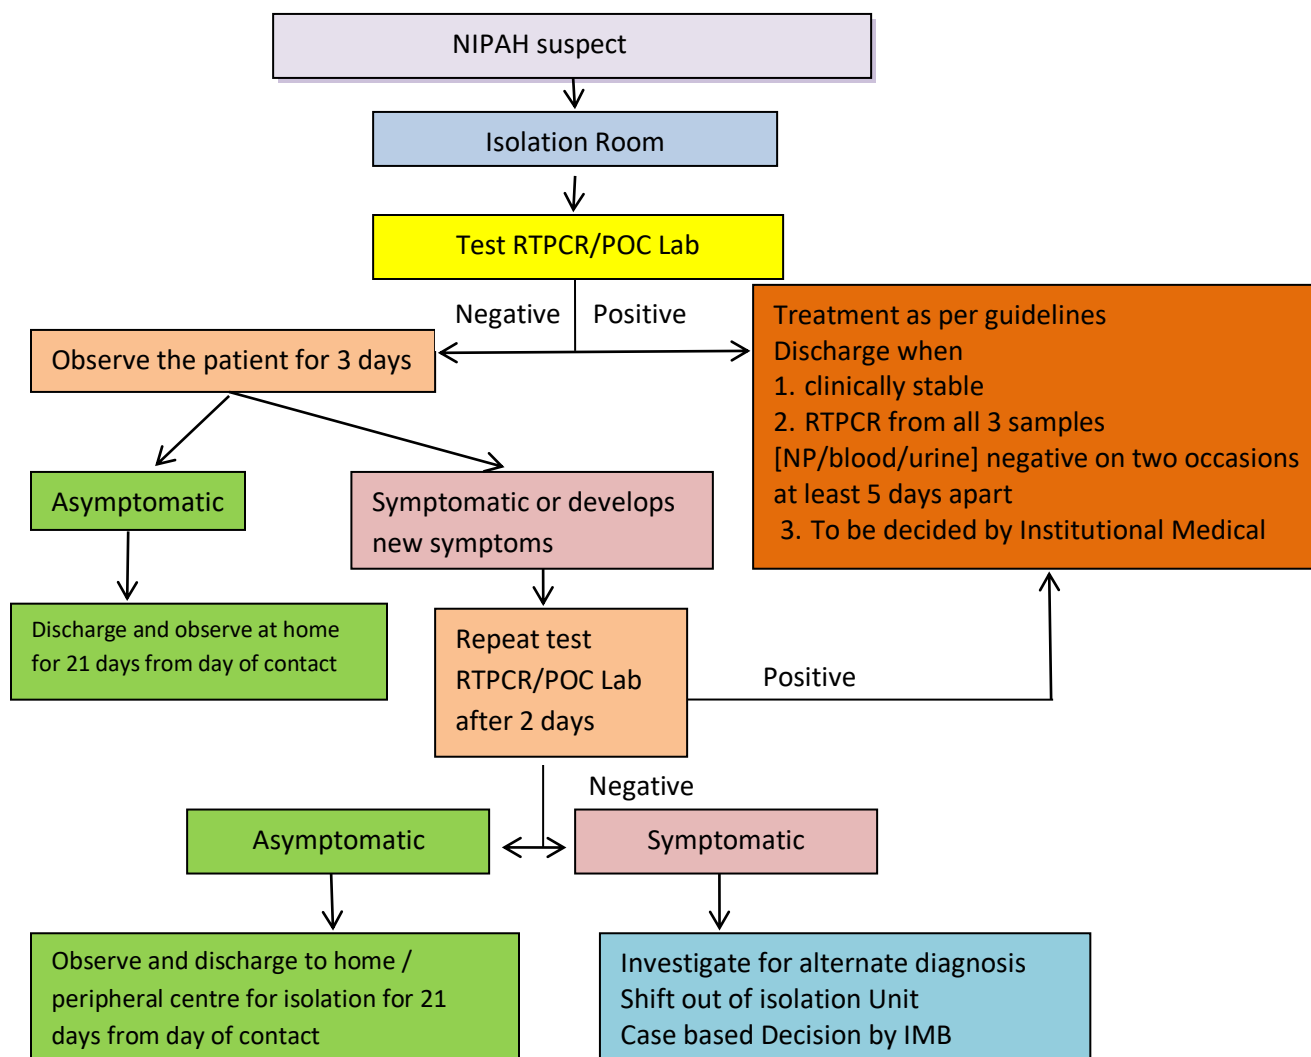 NIPAH suspect
Isolation Room
Test RTPCR/POC Lab
Negative
Positive
Observe the patient for 3 days
Treatment as per guidelines
Discharge when
1. clinically stable
2. RTPCR from all 3 samples
[NP/blood/urine] negative on two occasions
at least 5 days apart
3. To be decided by Institutional Medical
Asymptomatic
Symptomatic or develops
new symptoms
Discharge and observe at home
for 21 days from day of contact
Repeat test
RTPCR/POC Lab
after 2 days
Positive
Negative
Asymptomatic
Symptomatic
Observe and discharge to home /
peripheral centre for isolation for 21
days from day of contact
Investigate for alternate diagnosis
Shift out of isolation Unit
Case based Decision by IMB